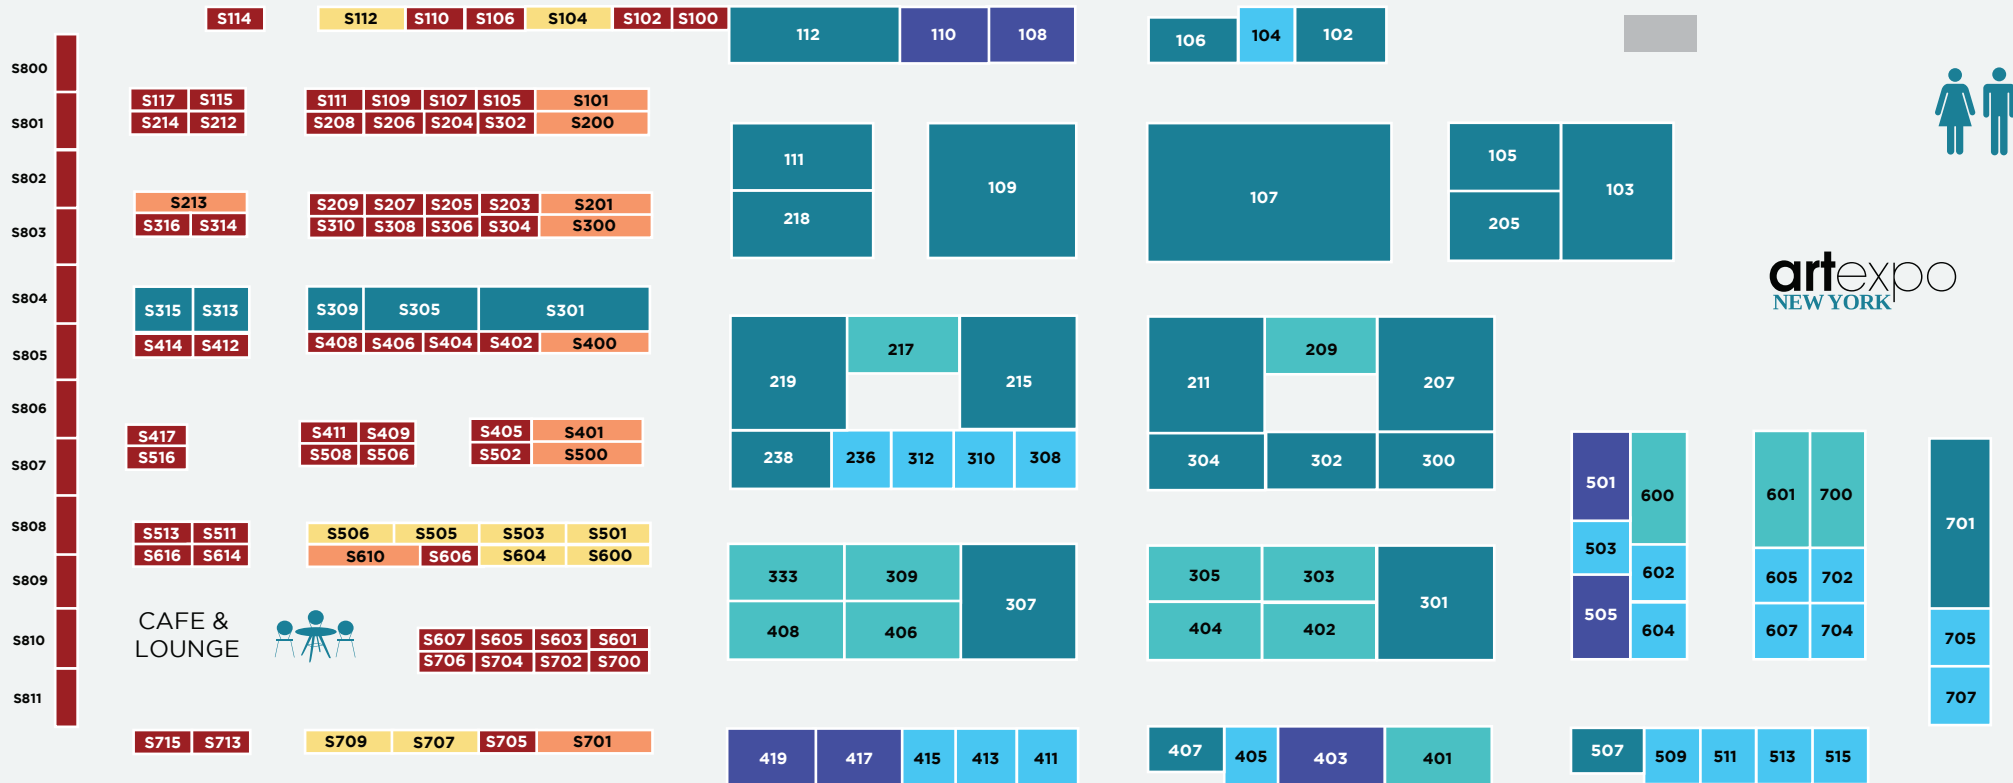 S114 S112 S110 S106 S104 S102 S100 112 110 108 106 104 102
S800
S117 S115 S111 S109 S107 S105 S101
S801 S214 S212 S208 S206 S204 S302 S200
111 109 107 105 103
S802
S213 S209 S207 S205 S203 S201
S803 S316 S314 S310 S308 S306 S304 S300 218 205
artexpo
NEW YORK
S804 S315 S313 S309 S305 S301
S805 S414 S412 S408 S406 S404 S402 S400 217 209
219 215 211 207
S806
S417 S411 S409 S405 S401
S807 S516 S508 S506 S502 S500 238 236 312 310 308 304 302 300
501 600 601 700
S808 S513 S511 S506 S505 S503 S501 701
S616 S614 S610 S606 S604 S600 503
S809 333 309 305 303 602 605 702
307 301
CAFE &
LOUNGE
S810 S607 S605 S603 S601 408 406 404 402 505 604 607 704 705
S706 S704 S702 S700
S811 707
S715 S713 S709 S707 S705 S701 419 417 415 413 411 407 405 403 401 507 509 511 513 515